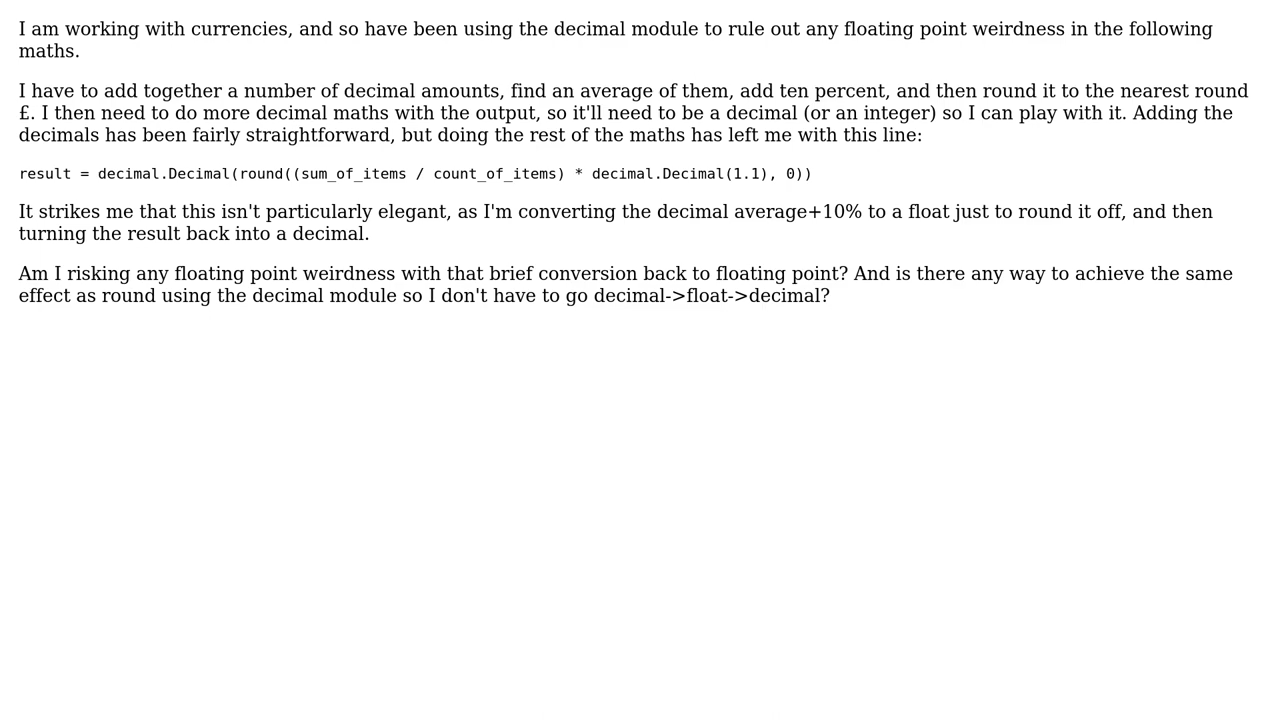 I am working with currencies, and so have been using the decimal module to rule out any floating point weirdness in the following
maths.
I have to add together a number of decimal amounts, find an average of them, add ten percent, and then round it to the nearest round
£. I then need to do more decimal maths with the output, so it'll need to be a decimal (or an integer) so I can play with it. Adding the
decimals has been fairly straightforward, but doing the rest of the maths has left me with this line:
result = decimal.Decimal(round((sum_of_items / count_of_items) * decimal.Decimal(1.1), 0))
It strikes me that this isn't particularly elegant, as I'm converting the decimal average+10% to a float just to round it off, and then
turning the result back into a decimal.
Am I risking any floating point weirdness with that brief conversion back to floating point? And is there any way to achieve the same
effect as round using the decimal module so I don't have to go decimal->float->decimal?